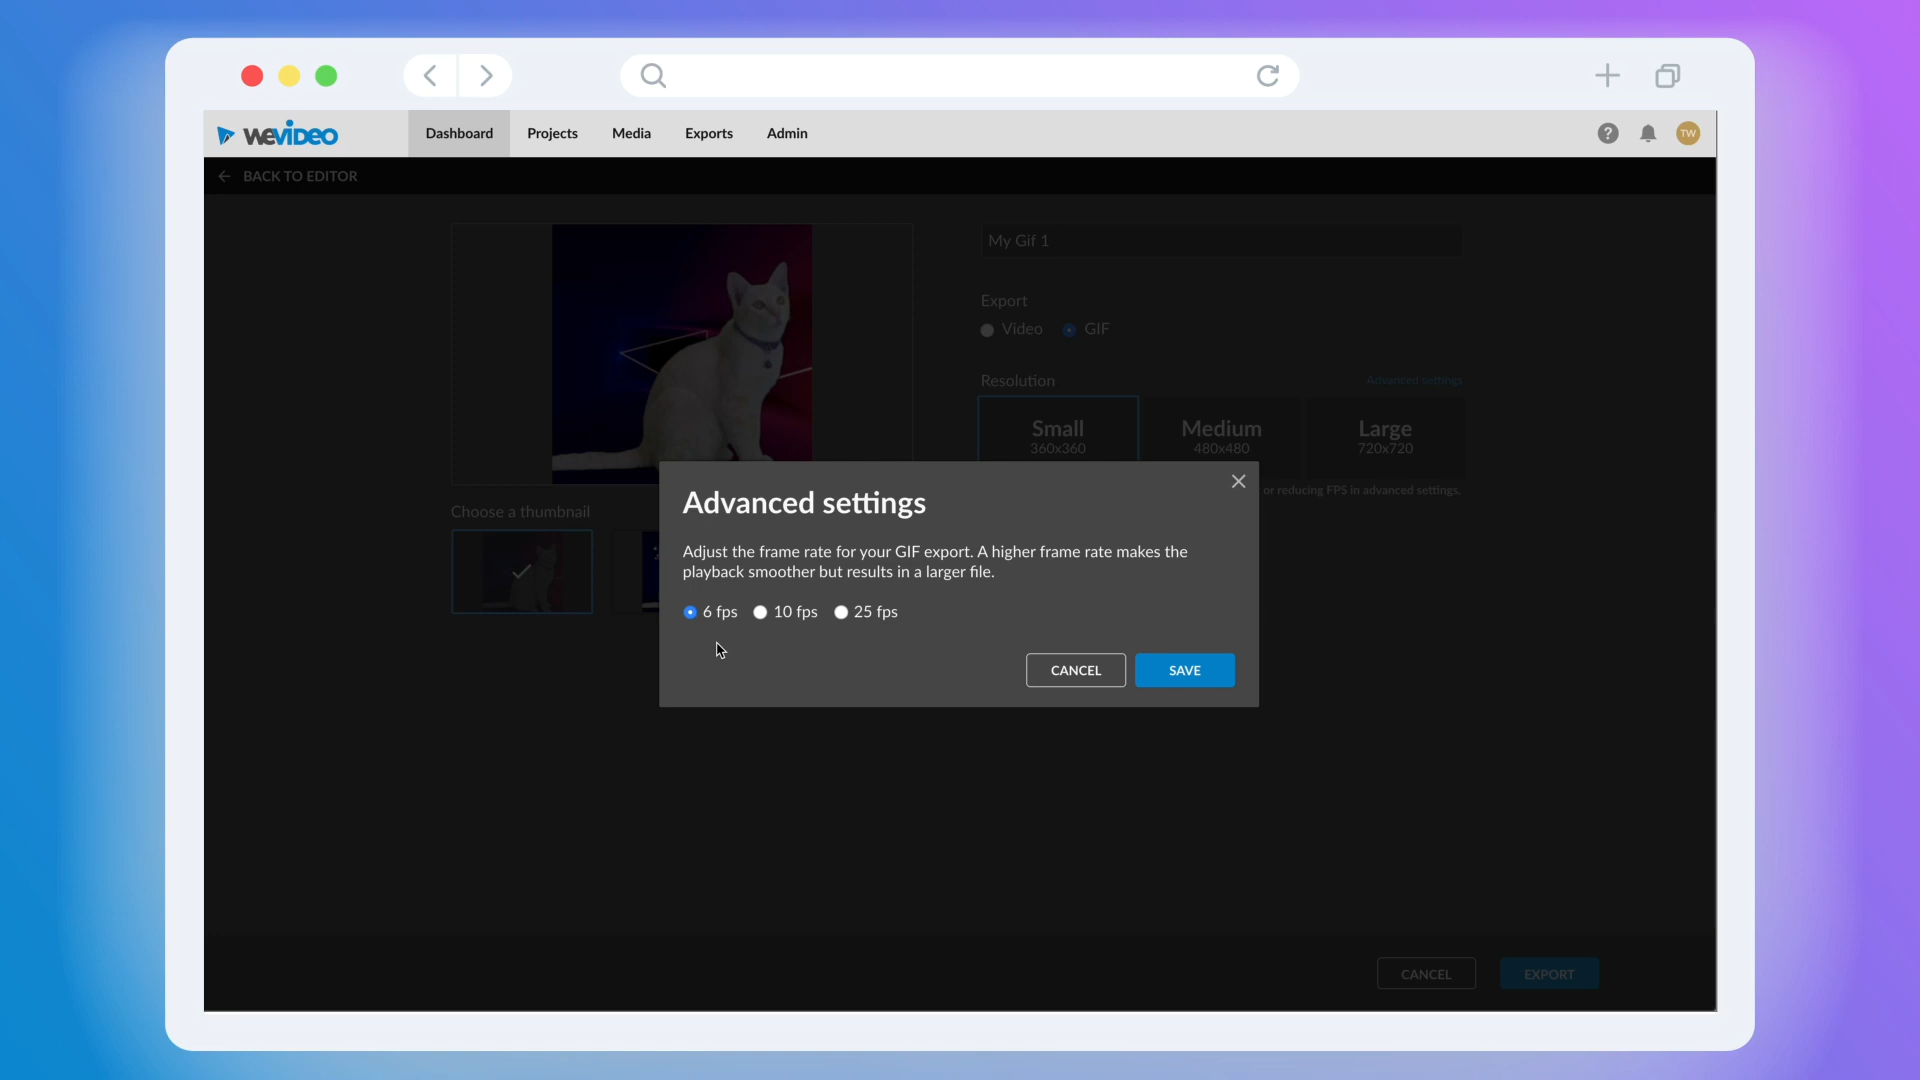 WEVIDEO
Dashboard
Projects
Media
Exports
Admin
?
TW
BACK TO EDITOR
My Gif 1
Export
Video
GIF
Resolution
Advanced settings
Small
360x360
Medium
480x480
Large
720x720
or reducing FPS in advanced settings.
Choose a thumbnail
Advanced settings
Adjust the frame rate for your GIF export. A higher frame rate makes the
playback smoother but results in a larger file.
6 fps
10 fps
25 fps
CANCEL
SAVE
CANCEL
EXPORT